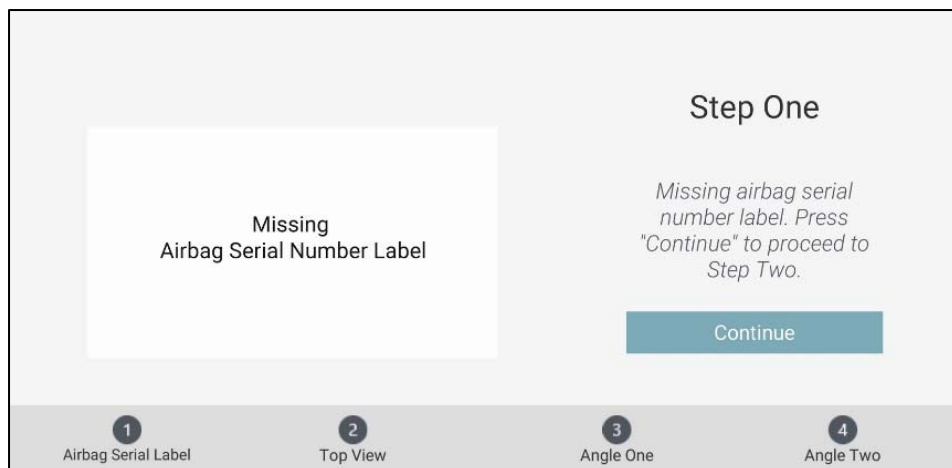 Step One
Missing
Airbag Serial Number Label
Missing airbag serial
number label. Press
"Continue" to proceed to
Step Two.
Continue
1
Airbag Serial Label
2
Top View
3
Angle One
4
Angle Two